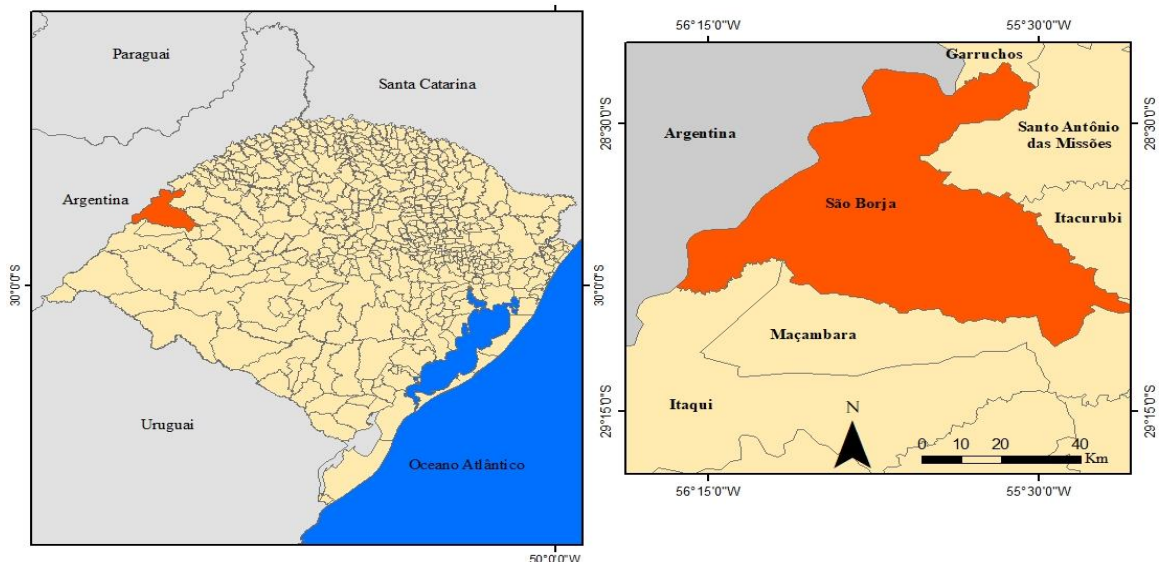 Paraguai
Santa Catarina
Argentina
Uruguai
Oceano Atlântico
30°0'0"S
30°0'0"S
50°0'0"W
56°15'0"W
55°30'0"W
Garruchos
28°30'0"S
Argentina
Santo Antônio
das Missões
28°30'0"S
São Borja
Itacurubi
Maçambara
Itaqui
29°15'0"S
29°15'0"S
N
0 10 20 40
Km
56°15'0"W
55°30'0"W